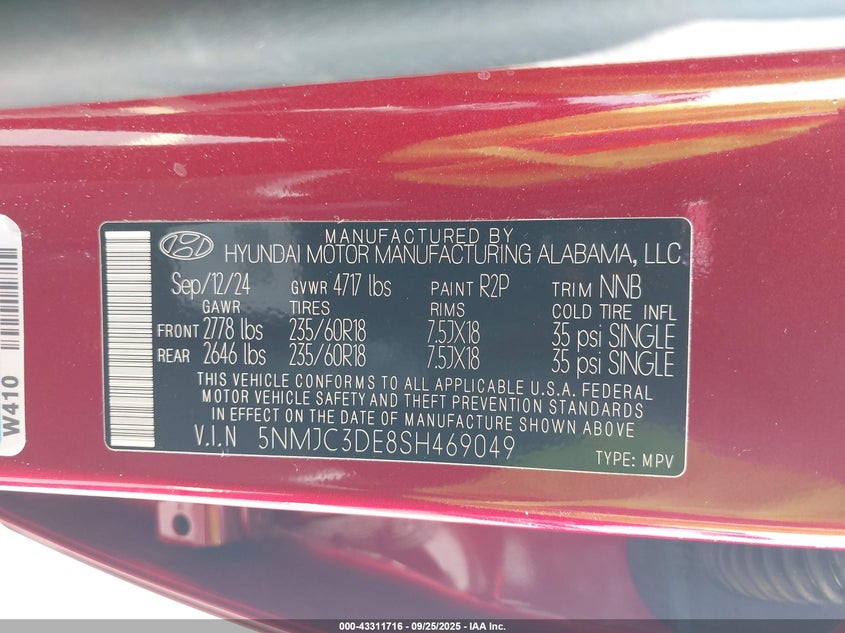 MANUFACTURED BY
HYUNDAI MOTOR MANUFACTURING ALABAMA, LLC
Sep/12/24 GVWR 4717 lbs PAINT R2P TRIM NNB
GAWR TIRES RIMS COLD TIRE INFL
FRONT 2778 lbs 235/60R18 7.5JX18 35 psi SINGLE
REAR 2646 lbs 235/60R18 7.5JX18 35 psi SINGLE
THIS VEHICLE CONFORMS TO ALL APPLICABLE U.S.A. FEDERAL
MOTOR VEHICLE SAFETY AND THEFT PREVENTION STANDARDS
IN EFFECT ON THE DATE OF MANUFACTURE SHOWN ABOVE
V.I.N 5NMJC3DE8SH469049
TYPE: MPV
W410
000-43311716 - 09/25/2025 - IAA Inc.